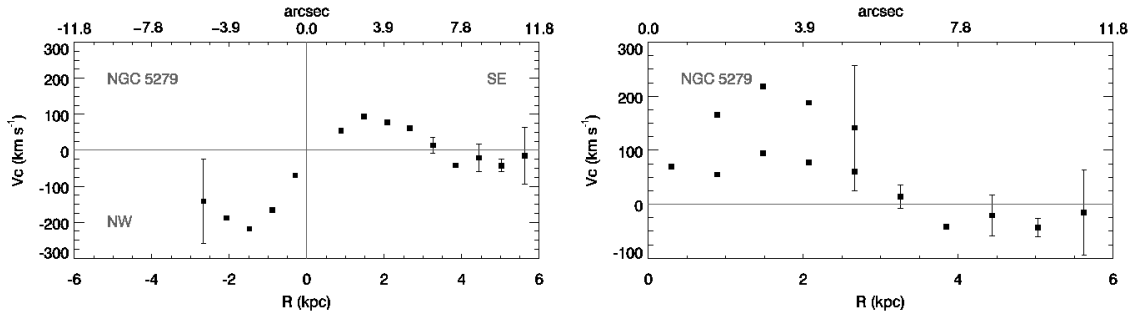 arcsec
-11.8 -7.8 -3.9 0.0 3.9 7.8 11.8
300
200
100
0
-100
-200
-300
Vc (km s⁻¹)
NGC 5279
SE
NW
-6 -4 -2 0 2 4 6
R (kpc)
arcsec
0.0 3.9 7.8 11.8
300
200
100
0
-100
Vc (km s⁻¹)
NGC 5279
0 2 4 6
R (kpc)